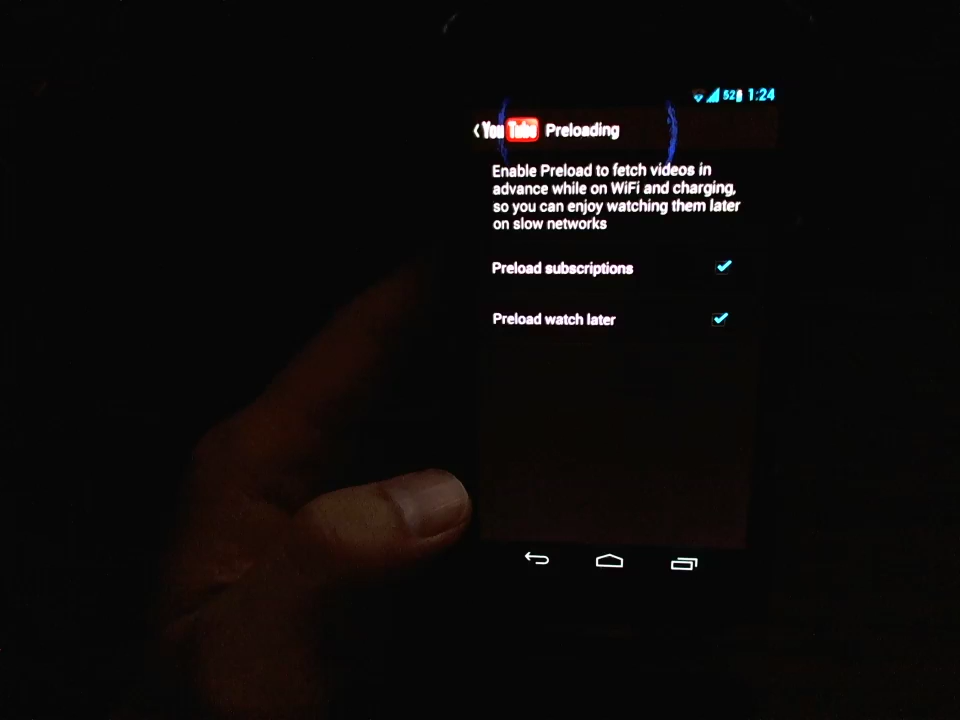 52 1:24
YouTube Preloading
Enable Preload to fetch videos in
advance while on WiFi and charging,
so you can enjoy watching them later
on slow networks
Preload subscriptions
Preload watch later